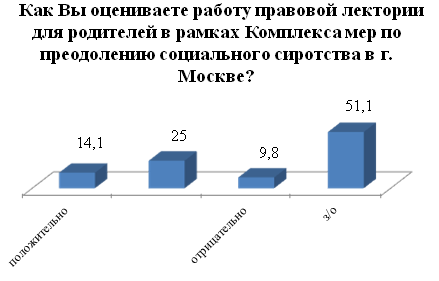 Как Вы оцениваете работу правовой лектории
для родителей в рамках Комплекса мер по
преодолению социального сиротства в г.
Москве?
51,1
14,1
25
9,8
положительно
отрицательно
з/о